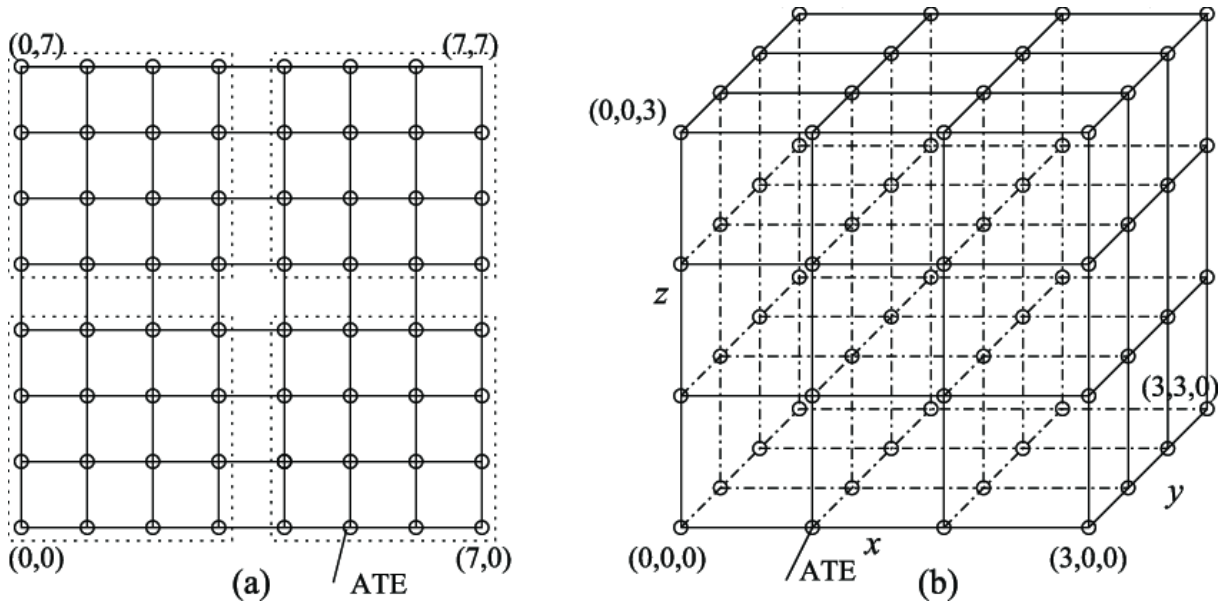 (0,7)
(7,7)
(0,0)
(7,0)
ATE
(a)
(0,0,3)
z
(3,3,0)
y
(0,0,0)
x
(3,0,0)
ATE
(b)